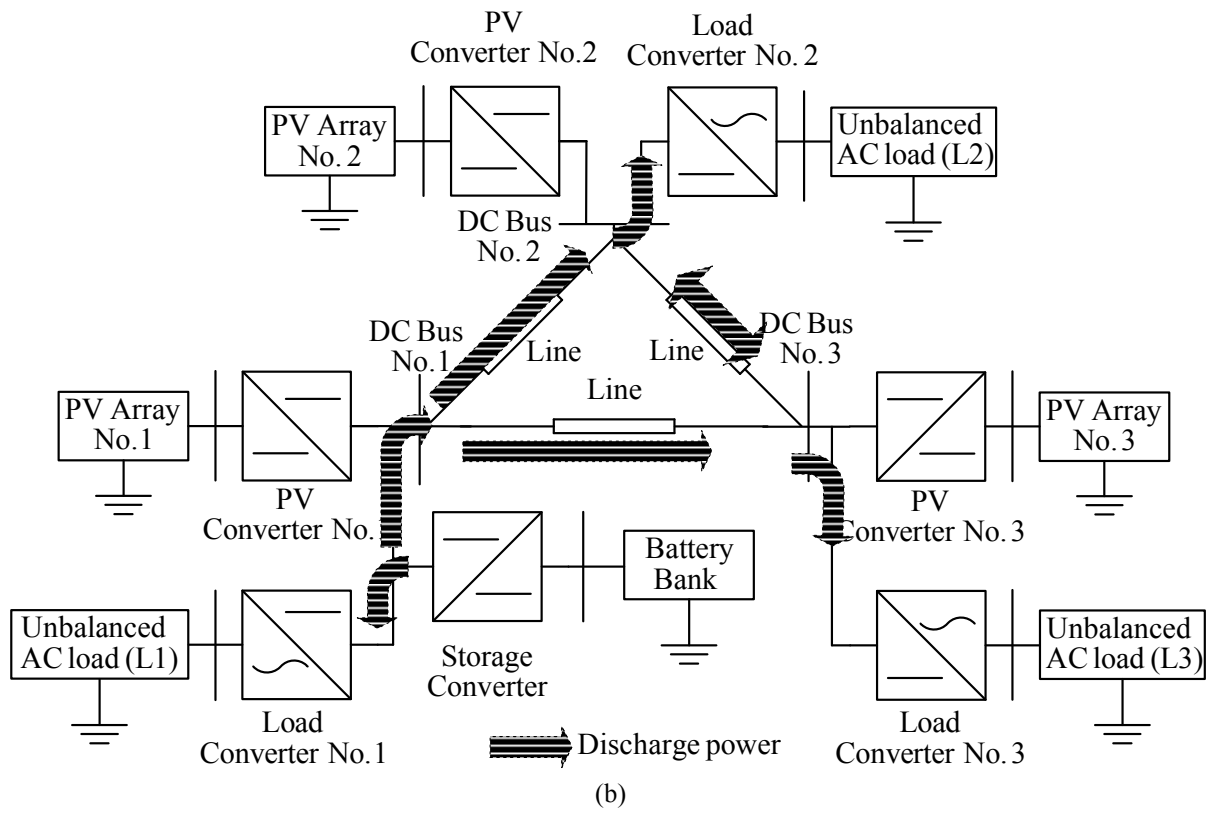 PV
Converter No.2
Load
Converter No. 2
PV Array
No. 2
Unbalanced
AC load (L2)
DC Bus
No. 2
DC Bus
No.1
Line
Line
DC Bus
No.3
Line
PV Array
No.1
PV Array
No.3
PV
Converter No.
PV
Converter No.3
Battery
Bank
Unbalanced
AC load (L1)
Storage
Converter
Unbalanced
AC load (L3)
Load
Converter No.1
Discharge power
Load
Converter No.3
(b)